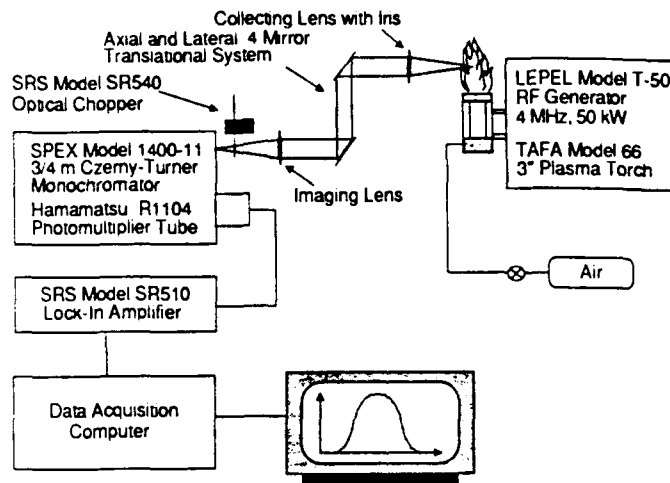 Collecting Lens with Iris
Axial and Lateral 4 Mirror
Translational System
SRS Model SR540
Optical Chopper
LEPEL Model T-50
RF Generator
4 MHz, 50 kW
TAFA Model 66
3" Plasma Torch
SPEX Model 1400-11
3/4 m Czerny-Turner
Monochromator
Hamamatsu R1104
Photomultiplier Tube
Imaging Lens
Air
SRS Model SR510
Lock-In Amplifier
Data Acquisition
Computer